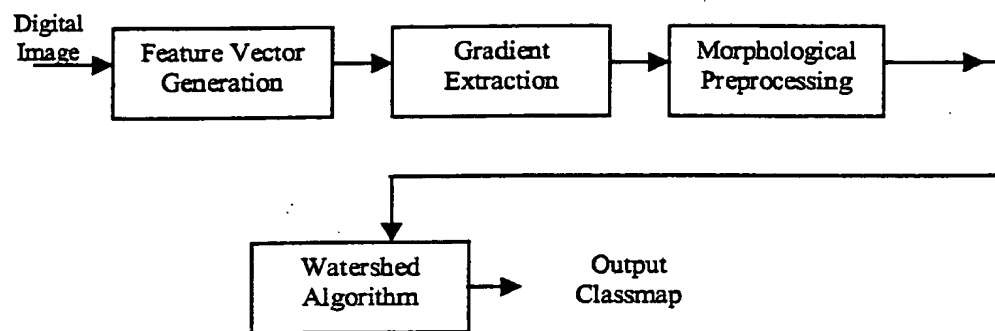 Digital
Image
Feature Vector
Generation
Gradient
Extraction
Morphological
Preprocessing
Watershed
Algorithm
Output
Classmap